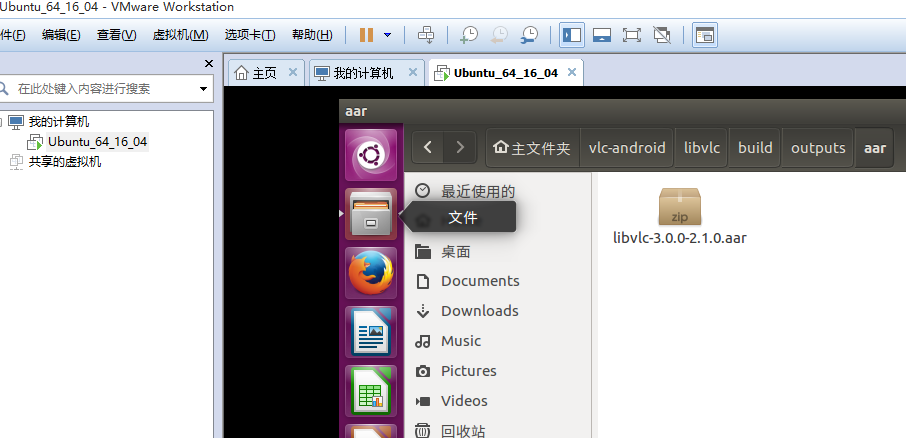 Ubuntu_64_16_04 - VMware Workstation
件(F) 编辑(E) 查看(V) 虚拟机(M) 选项卡(T) 帮助(H)
在此处键入内容进行搜索
我的计算机
Ubuntu_64_16_04
共享的虚拟机
主页 我的计算机 Ubuntu_64_16_04
aar
主文件夹 vlc-android libvlc build outputs aar
最近使用的
文件
桌面
Documents
Downloads
Music
Pictures
Videos
回收站
zip
libvlc-3.0.0-2.1.0.aar